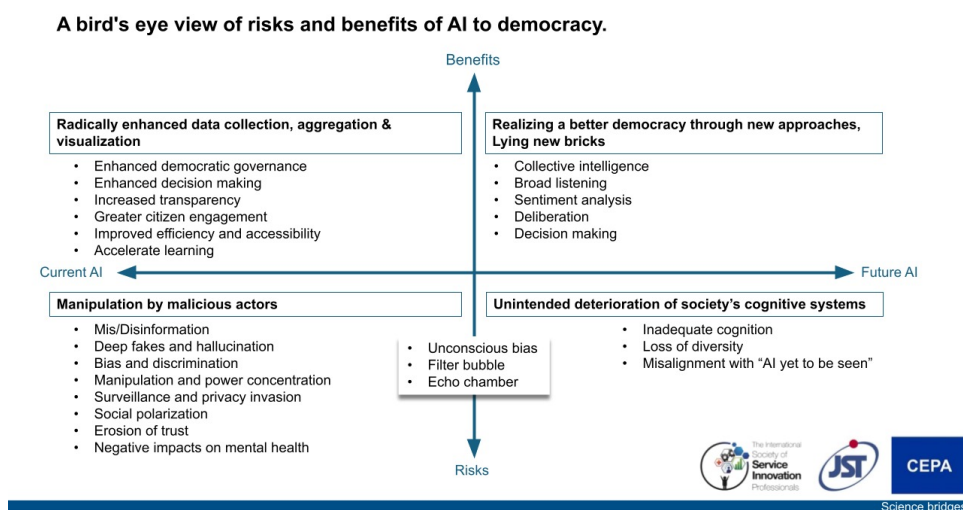 A bird's eye view of risks and benefits of AI to democracy.
Benefits
Radically enhanced data collection, aggregation &
visualization
• Enhanced democratic governance
• Enhanced decision making
• Increased transparency
• Greater citizen engagement
• Improved efficiency and accessibility
• Accelerate learning
Realizing a better democracy through new approaches,
Lying new bricks
• Collective intelligence
• Broad listening
• Sentiment analysis
• Deliberation
• Decision making
Current AI
Future AI
Manipulation by malicious actors
• Mis/Disinformation
• Deep fakes and hallucination
• Bias and discrimination
• Manipulation and power concentration
• Surveillance and privacy invasion
• Social polarization
• Erosion of trust
• Negative impacts on mental health
• Unconscious bias
• Filter bubble
• Echo chamber
Unintended deterioration of society's cognitive systems
• Inadequate cognition
• Loss of diversity
• Misalignment with “AI yet to be seen”
Risks
The International
Society of
Service
Innovation
Professionals
JST
CEPA
Science bridges